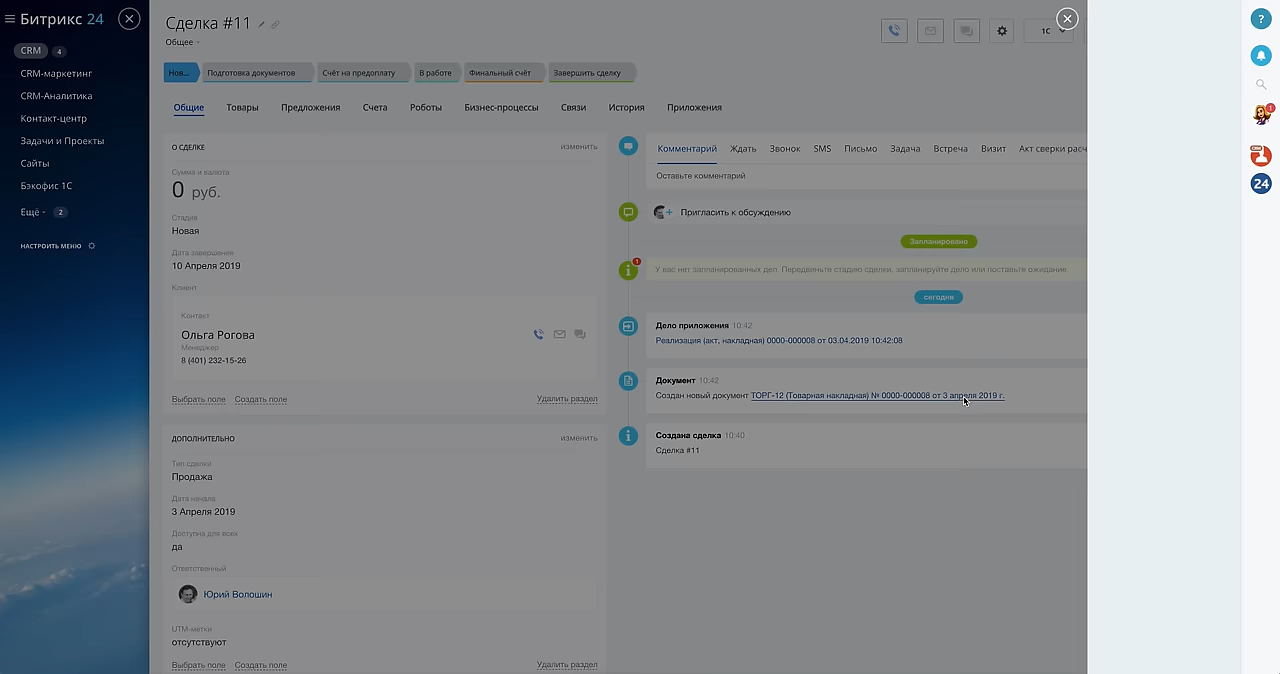 Битрикс 24
CRM 4
CRM-маркетинг
CRM-Аналитика
Контакт-центр
Задачи и Проекты
Сайты
Бэкофис 1С
Ещё 2
НАСТРОИТЬ МЕНЮ
Сделка #11
Общее
1С
Нов...
Подготовка документов
Счёт на предоплату
В работе
Финальный счёт
Завершить сделку
Общие Товары Предложения Счета Роботы Бизнес-процессы Связи История Приложения
О СДЕЛКЕ изменить
Сумма и валюта
0 руб.
Стадия
Новая
Дата завершения
10 Апреля 2019
Клиент
Контакт
Ольга Рогова
Менеджер
8 (401) 232-15-26
Выбрать поле Создать поле Удалить раздел
ДОПОЛНИТЕЛЬНО изменить
Тип сделки
Продажа
Дата начала
3 Апреля 2019
Доступна для всех
да
Ответственный
Юрий Волошин
UTM-метки
отсутствуют
Выбрать поле Создать поле Удалить раздел
Комментарий Ждать Звонок SMS Письмо Задача Встреча Визит Акт сверки расч
Оставьте комментарий
Пригласить к обсуждению
Запланировано
1
У вас нет запланированных дел. Передвиньте стадию сделки, запланируйте дело или поставьте ожидание.
сегодня
Дело приложения 10:42
Реализация (акт, накладная) 0000-000008 от 03.04.2019 10:42:08
Документ 10:42
Создан новый документ ТОРГ-12 (Товарная накладная) № 0000-000008 от 3 апреля 2019 г.
Создана сделка 10:40
Сделка #11
?
1
24